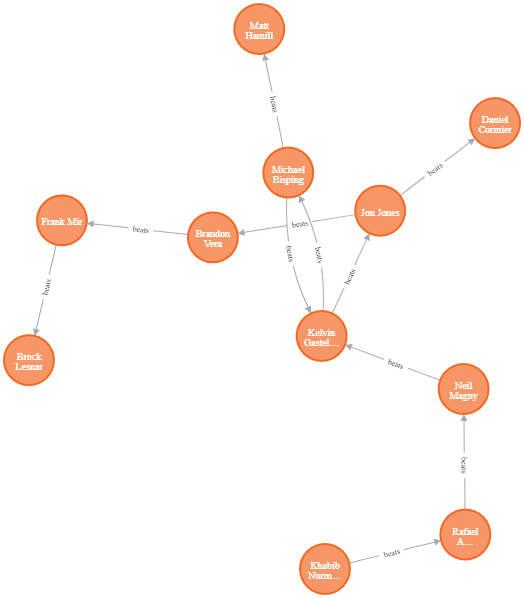 Matt
Hamill
beats
Daniel
Cormier
beats
Michael
Bisping
Jon Jones
Frank Mir
beats
Brandon
Vera
beats
beats
beats
beats
beats
Kelvin
Gastel...
Brock
Lesnar
beats
Neil
Magny
beats
Rafael
A...
beats
Khabib
Nurm...